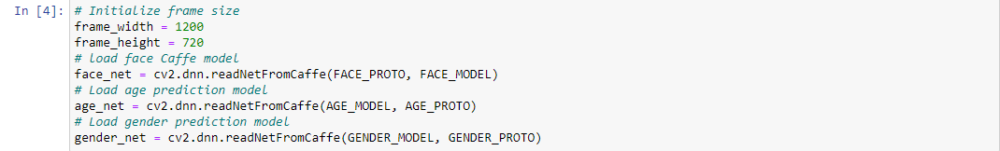 In [4]: # Initialize frame size
frame_width = 1200
frame_height = 720
# load face Caffe model
face_net = cv2.dnn.readNetFromCaffe(FACE_PROTO, FACE_MODEL)
# Load age prediction model
age_net = cv2.dnn.readNetFromCaffe(AGE_MODEL, AGE_PROTO)
# Load gender prediction model
gender_net = cv2.dnn.readNetFromCaffe(GENDER_MODEL, GENDER_PROTO)